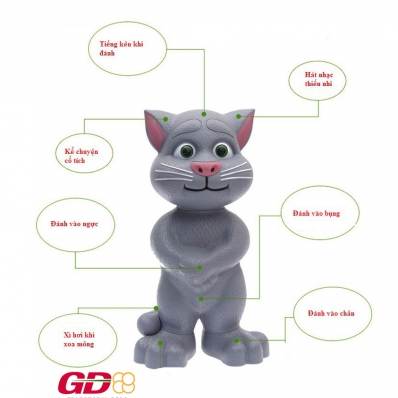 Tiếng kêu khi
đánh
Hát nhạc
thiếu nhi
Kể chuyện
cổ tích
Đánh vào ngực
Đánh vào bụng
Xì hơi khi
xoa mông
Đánh vào chân
GD88